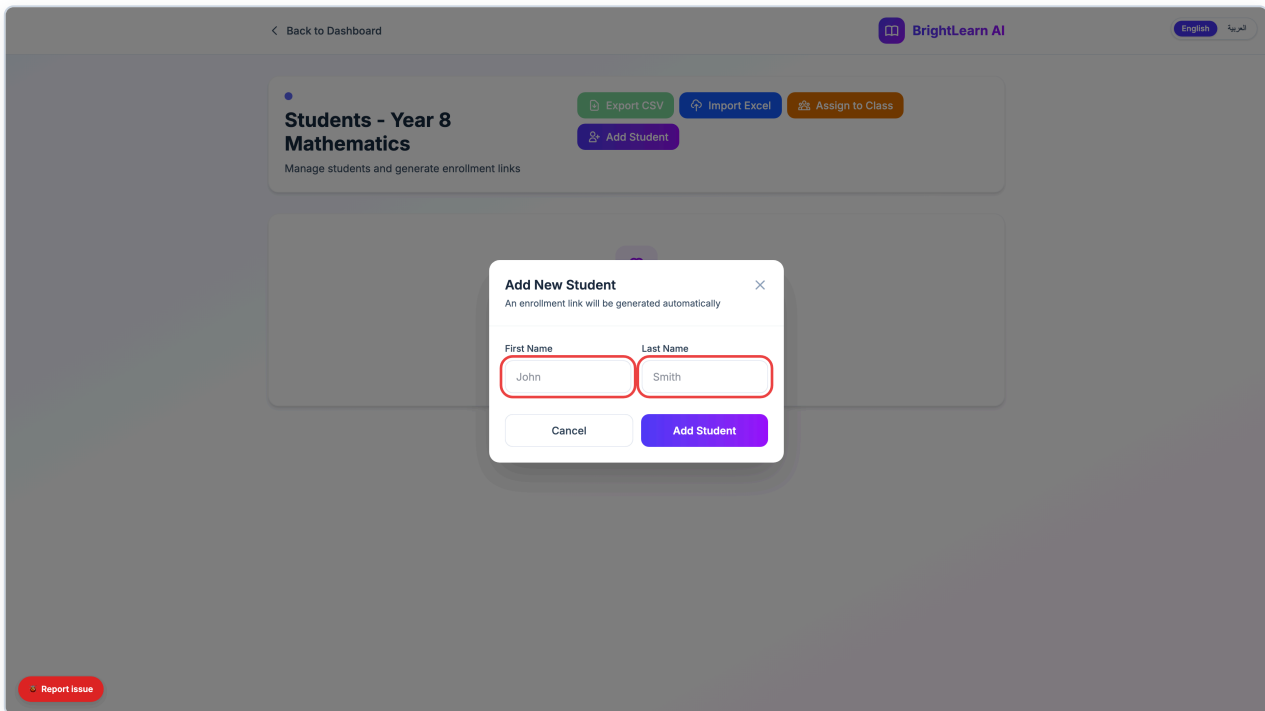 Back to Dashboard
BrightLearn AI
English العربية
Students - Year 8
Mathematics
Manage students and generate enrollment links
Export CSV
Import Excel
Assign to Class
Add Student
Add New Student
An enrollment link will be generated automatically
First Name
Last Name
John
Smith
Cancel
Add Student
Report issue